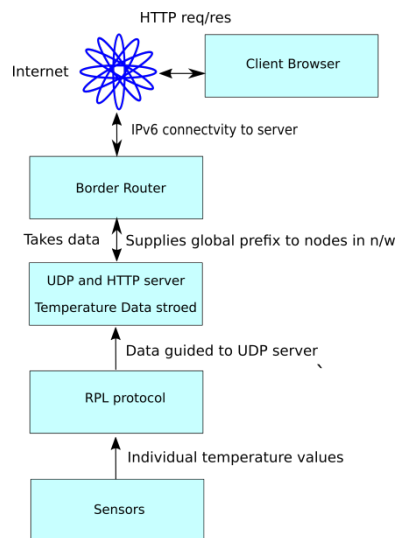 HTTP req/res
Internet
Client Browser
IPv6 connectvity to server
Border Router
Takes data
Supplies global prefix to nodes in n/w
UDP and HTTP server
Temperature Data stroed
Data guided to UDP server
`
RPL protocol
Individual temperature values
Sensors